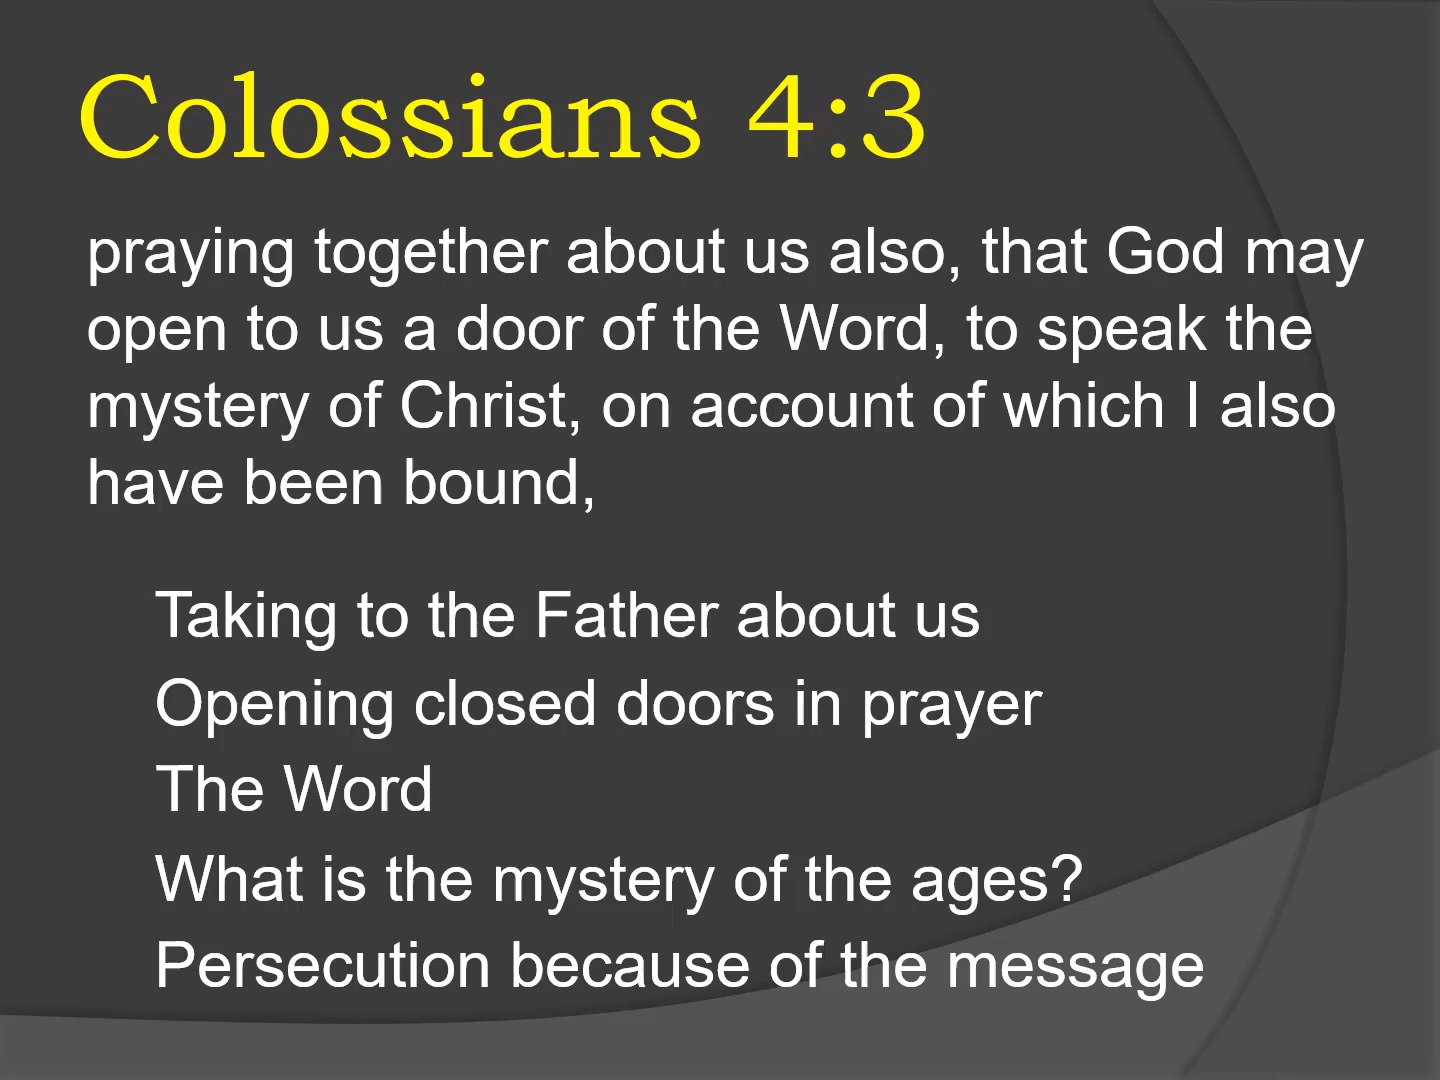 Colossians 4:3
praying together about us also, that God may
open to us a door of the Word, to speak the
mystery of Christ, on account of which I also
have been bound,
Taking to the Father about us
Opening closed doors in prayer
The Word
What is the mystery of the ages?
Persecution because of the message